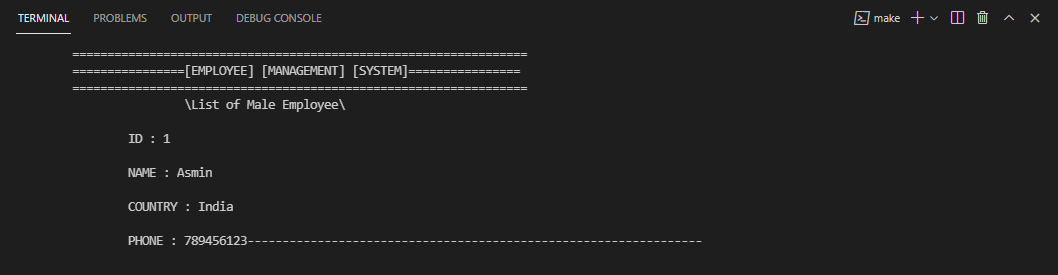 TERMINAL PROBLEMS OUTPUT DEBUG CONSOLE make
=================================================================
================[EMPLOYEE] [MANAGEMENT] [SYSTEM]================
=================================================================
\List of Male Employee\
ID : 1
NAME : Asmin
COUNTRY : India
PHONE : 789456123-----------------------------------------------------------------